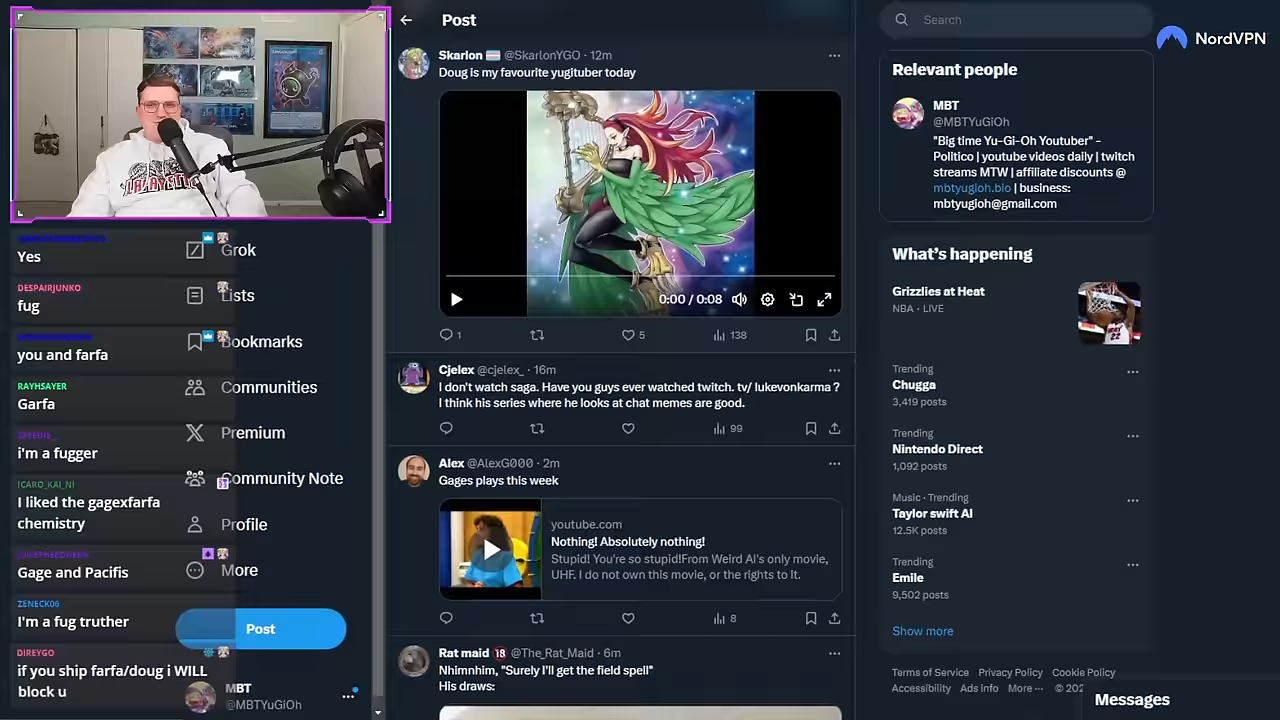 LAFAYETTE
Yes
DESPAIRJUNKO
fug
you and farfa
RAYHSAYER
Garfa
i'm a fugger
ICARO_KAI_NI
I liked the gagexfarfa
chemistry
Gage and Pacifis
ZENECK06
I'm a fug truther
DIREYGO
if you ship farfa/doug i WILL
block u
Grok
Lists
Bookmarks
Communities
Premium
Community Note
Profile
More
Post
MBT
@MBTYuGiOh
Post
Skarlon @SkarlonYGO · 12m
Doug is my favourite yugituber today
0:00 / 0:08
1 5 138
Cjelex @cjelex_ · 16m
I don't watch saga. Have you guys ever watched twitch. tv/ lukevonkarma ?
I think his series where he looks at chat memes are good.
99
Alex @AlexG000 · 2m
Gages plays this week
youtube.com
Nothing! Absolutely nothing!
Stupid! You're so stupid!From Weird Al's only movie,
UHF. I do not own this movie, or the rights to It.
8
Rat maid 🔞 @The_Rat_Maid · 6m
Nhimnhim, "Surely I'll get the field spell"
His draws:
Search
NordVPN
Relevant people
MBT
@MBTYuGiOh
"Big time Yu-Gi-Oh Youtuber" -
Politico | youtube videos daily | twitch
streams MTW | affiliate discounts @
mbtyugioh.bio | business:
mbtyugioh@gmail.com
What's happening
Grizzlies at Heat
NBA · LIVE
Trending
Chugga
3,419 posts
Trending
Nintendo Direct
1,092 posts
Music · Trending
Taylor swift AI
12.5K posts
Trending
Emile
9,502 posts
Show more
Terms of Service Privacy Policy Cookie Policy
Accessibility Ads info More ··· © 202
Messages